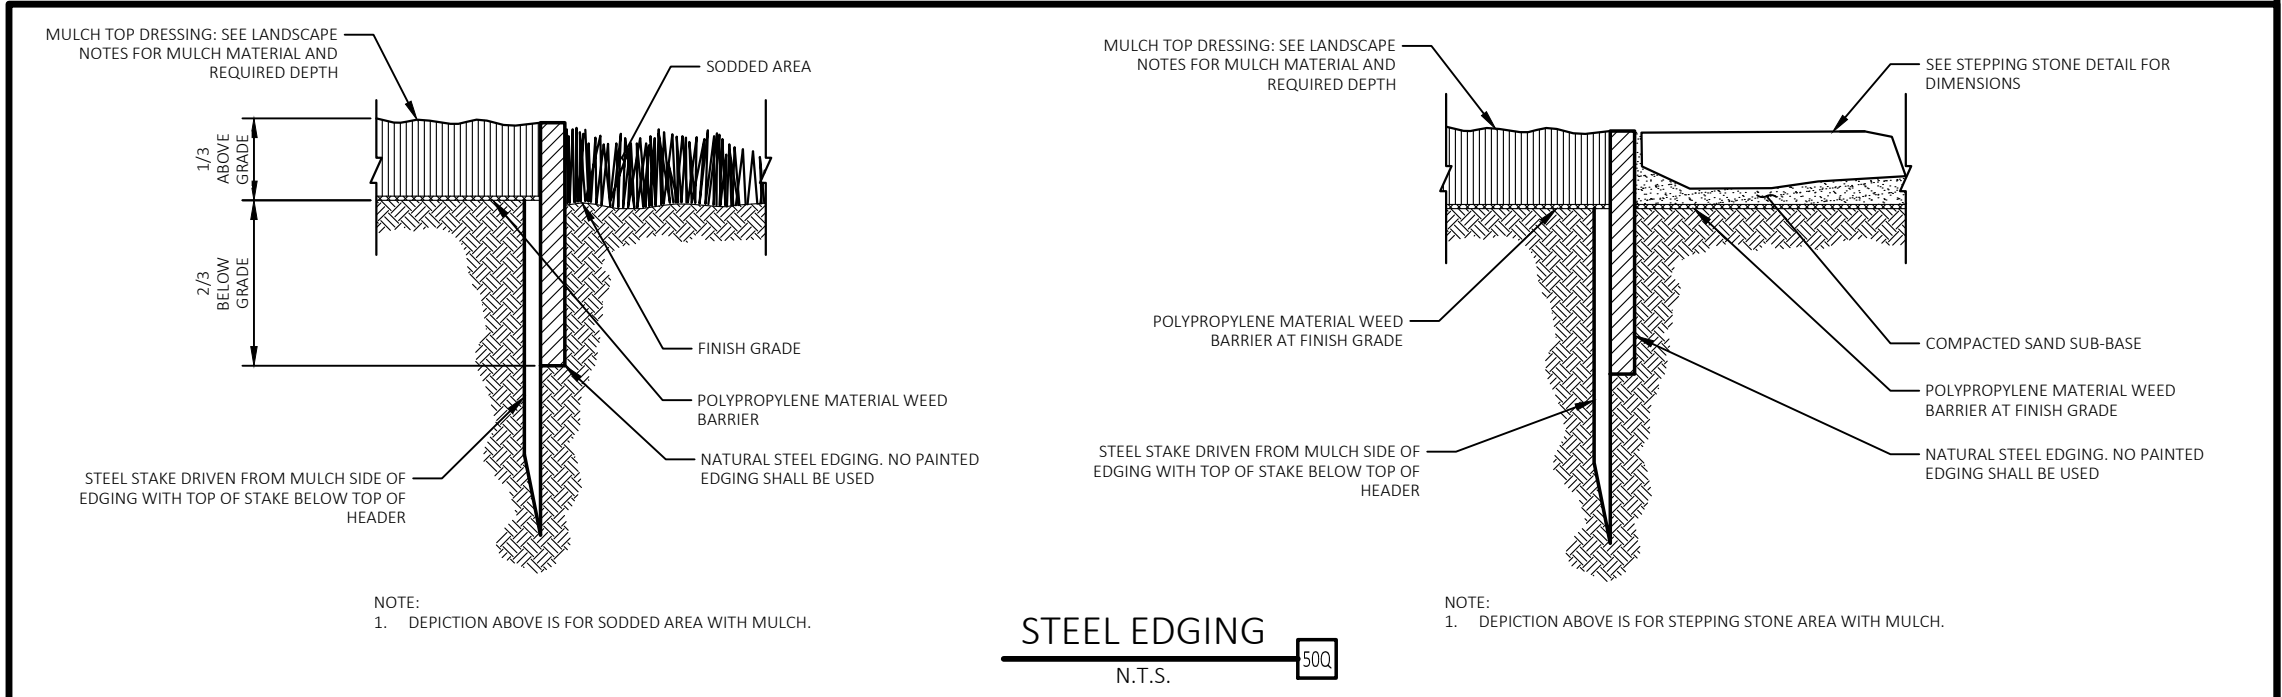 MULCH TOP DRESSING: SEE LANDSCAPE
NOTES FOR MULCH MATERIAL AND
REQUIRED DEPTH
SODDED AREA
1/3
ABOVE
GRADE
2/3
BELOW
GRADE
FINISH GRADE
POLYPROPYLENE MATERIAL WEED
BARRIER
NATURAL STEEL EDGING. NO PAINTED
EDGING SHALL BE USED
STEEL STAKE DRIVEN FROM MULCH SIDE OF
EDGING WITH TOP OF STAKE BELOW TOP OF
HEADER
NOTE:
1. DEPICTION ABOVE IS FOR SODDED AREA WITH MULCH.
MULCH TOP DRESSING: SEE LANDSCAPE
NOTES FOR MULCH MATERIAL AND
REQUIRED DEPTH
SEE STEPPING STONE DETAIL FOR
DIMENSIONS
POLYPROPYLENE MATERIAL WEED
BARRIER AT FINISH GRADE
COMPACTED SAND SUB-BASE
POLYPROPYLENE MATERIAL WEED
BARRIER AT FINISH GRADE
STEEL STAKE DRIVEN FROM MULCH SIDE OF
EDGING WITH TOP OF STAKE BELOW TOP OF
HEADER
NATURAL STEEL EDGING. NO PAINTED
EDGING SHALL BE USED
NOTE:
1. DEPICTION ABOVE IS FOR STEPPING STONE AREA WITH MULCH.
STEEL EDGING
50Q
N.T.S.